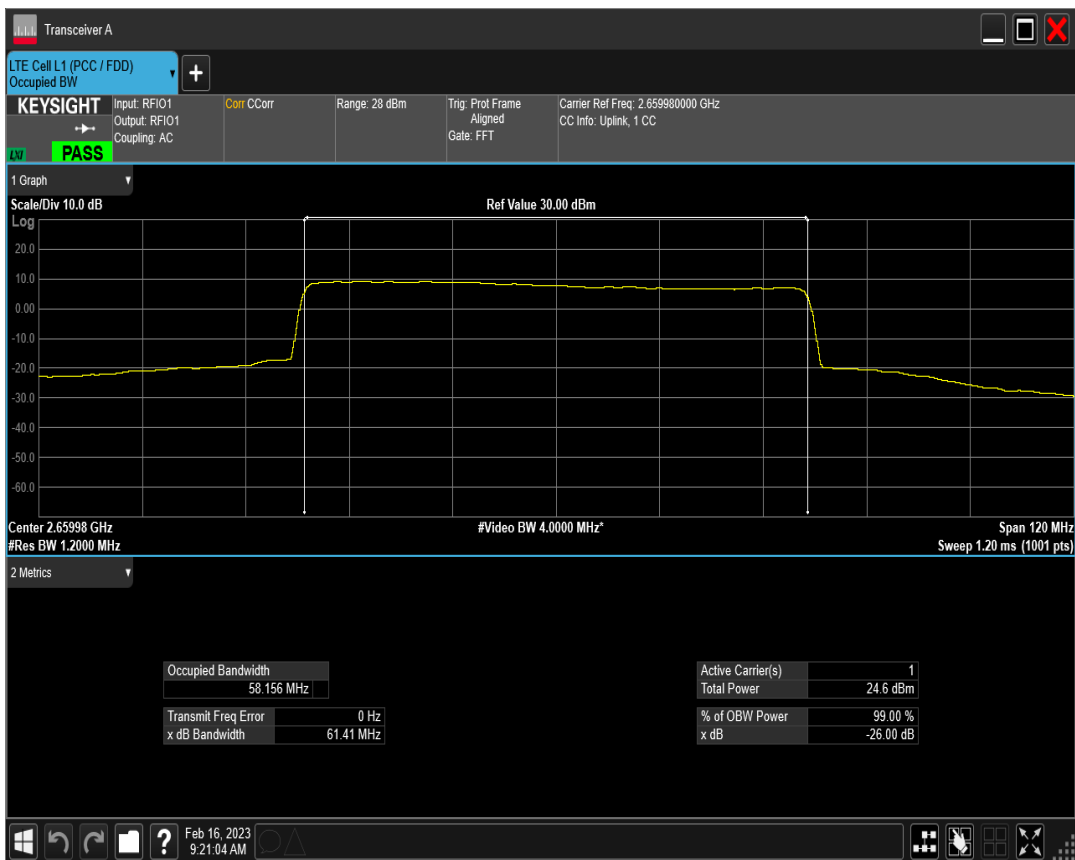 Transceiver A
LTE Cell L1 (PCC / FDD)
Occupied BW
+
KEYSIGHT
LXI
PASS
Input: RFIO1
Output: RFIO1
Coupling: AC
Corr CCorr
Range: 28 dBm
Trig: Prot Frame
Aligned
Gate: FFT
Carrier Ref Freq: 2.659980000 GHz
CC Info: Uplink, 1 CC
1 Graph
Scale/Div 10.0 dB
Ref Value 30.00 dBm
Log
20.0
10.0
0.00
-10.0
-20.0
-30.0
-40.0
-50.0
-60.0
Center 2.65998 GHz
#Video BW 4.0000 MHz*
Span 120 MHz
#Res BW 1.2000 MHz
Sweep 1.20 ms (1001 pts)
2 Metrics
Occupied Bandwidth
58.156 MHz
Transmit Freq Error 0 Hz
x dB Bandwidth 61.41 MHz
Active Carrier(s) 1
Total Power 24.6 dBm
% of OBW Power 99.00 %
x dB -26.00 dB
?
Feb 16, 2023
9:21:04 AM